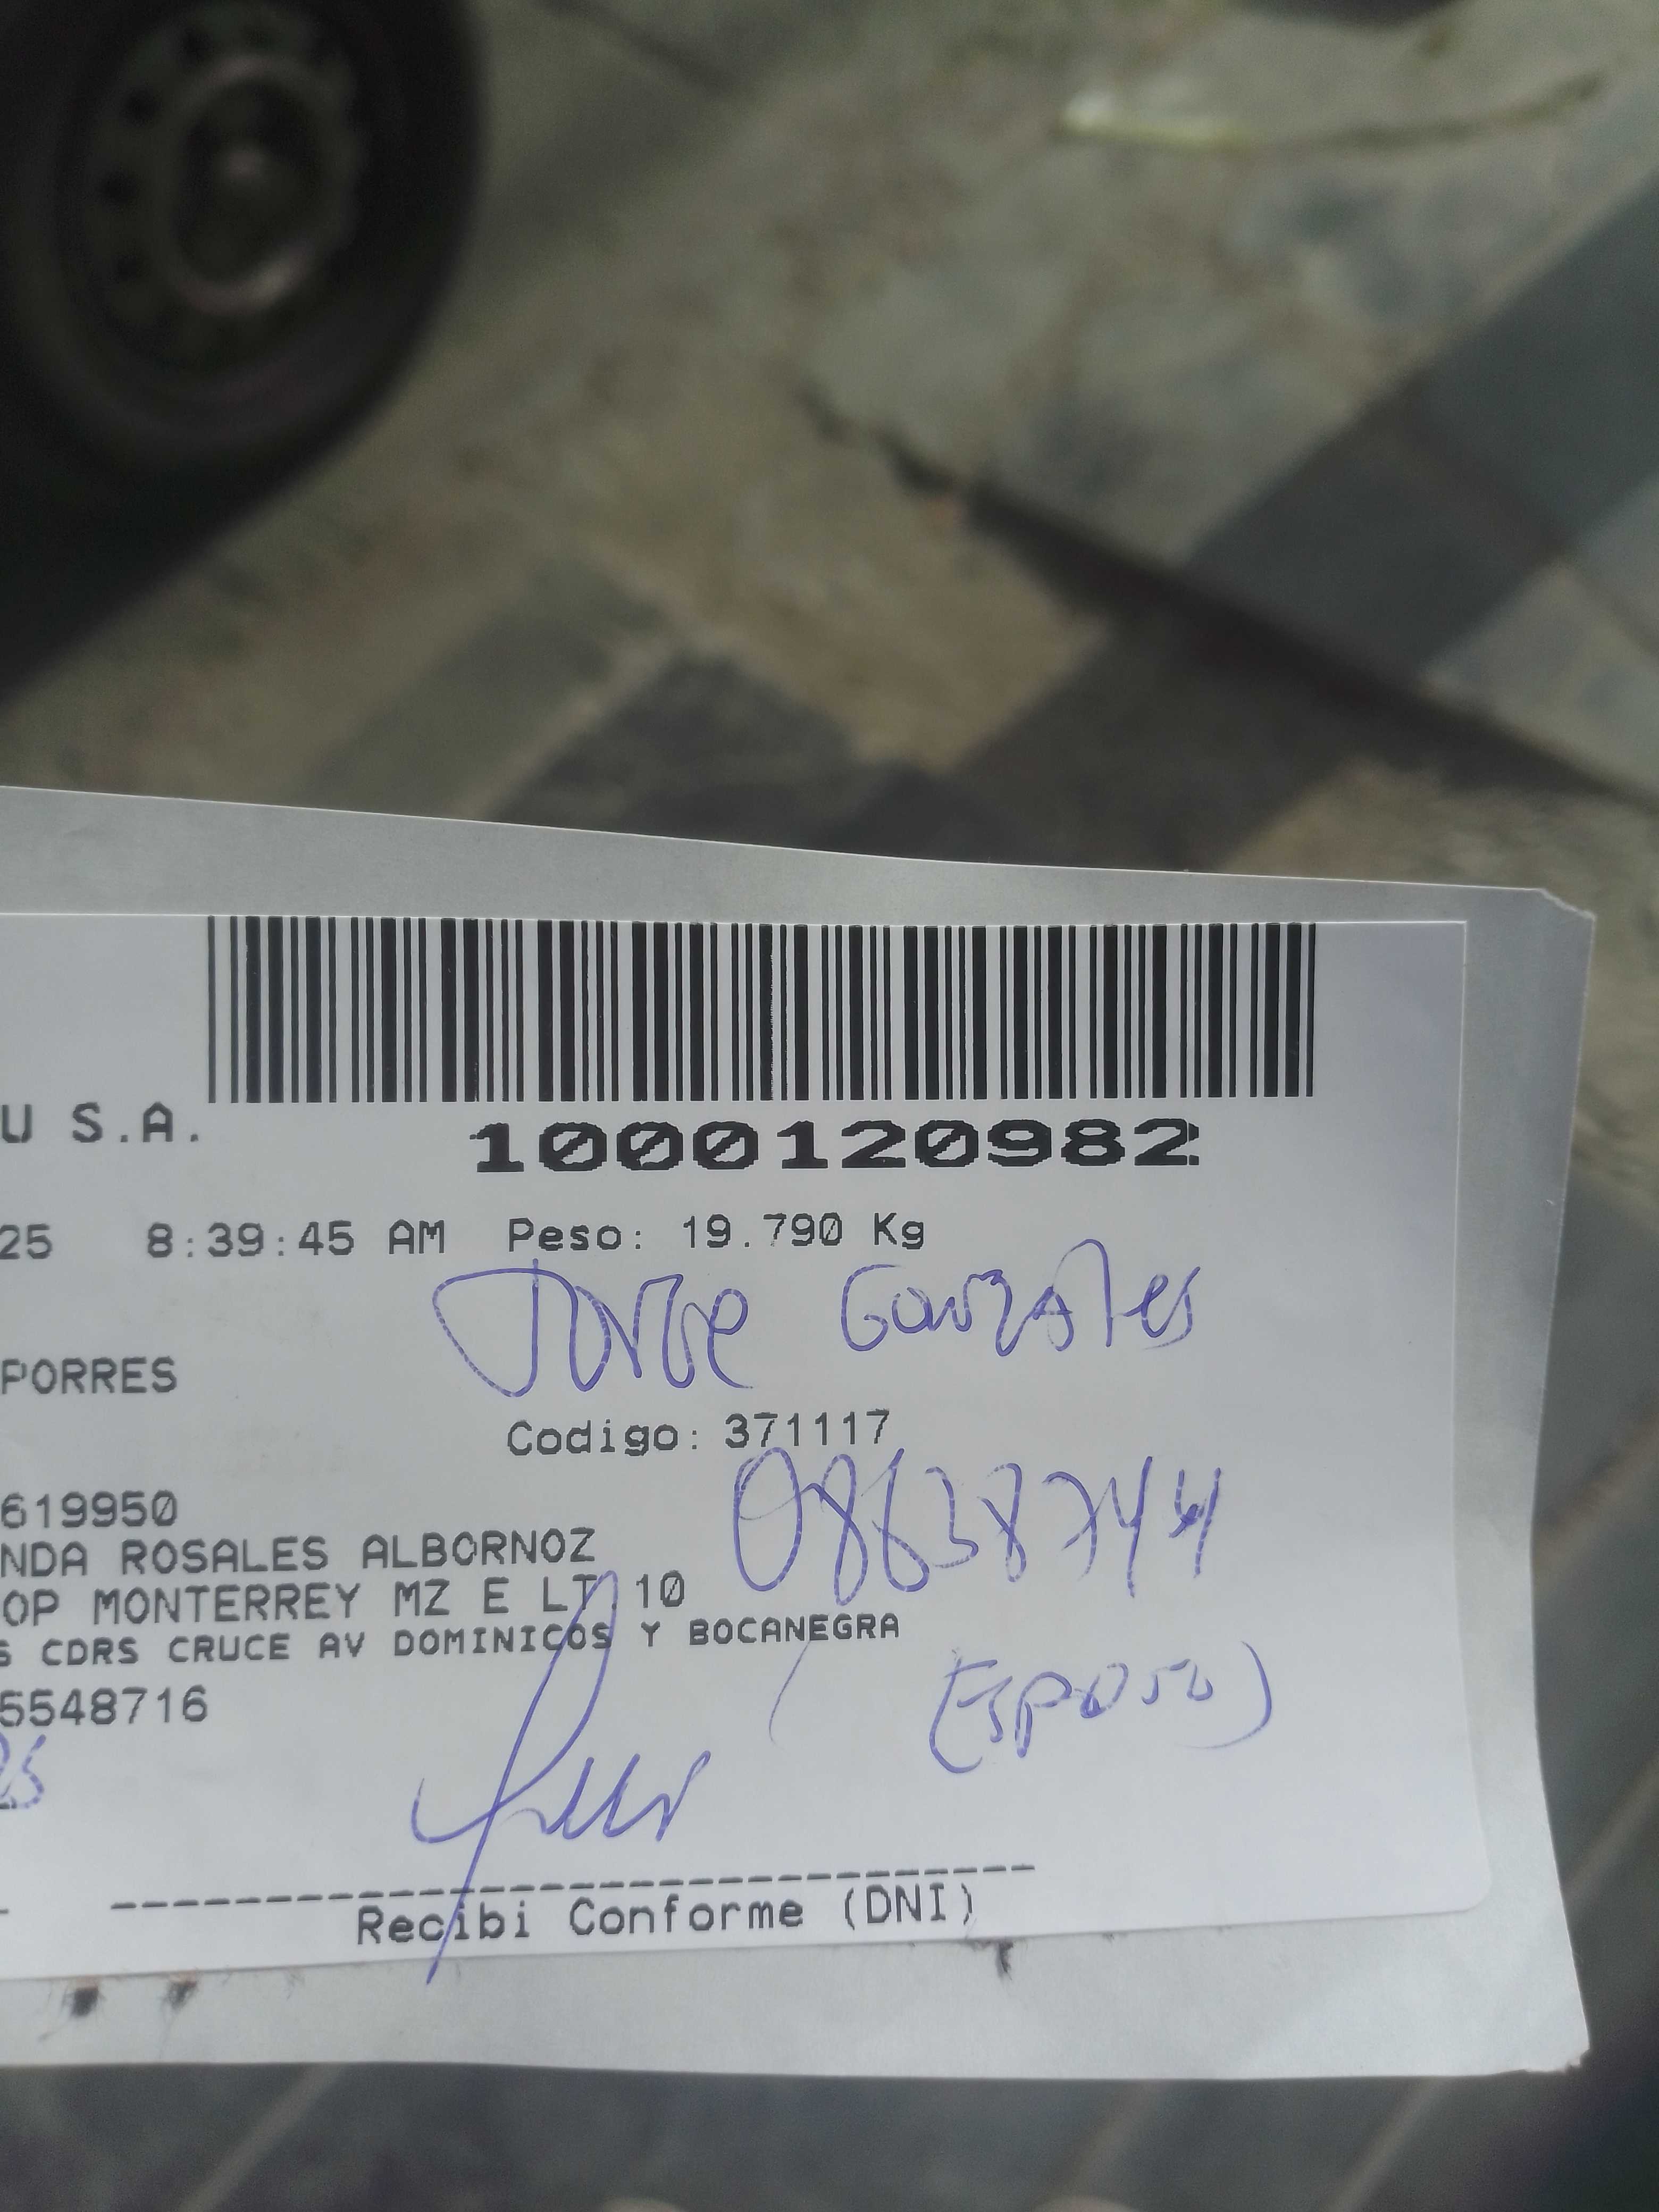 U S.A.
1000120982
25 8:39:45 AM Peso: 19.790 Kg
Jorge Gonzales
PORRES
Codigo: 371117
08638744
619950
NDA ROSALES ALBORNOZ
OP MONTERREY MZ E LT 10
S CDRS CRUCE AV DOMINICOS Y BOCANEGRA
(Esposo)
5548716
Recibi Conforme (DNI)